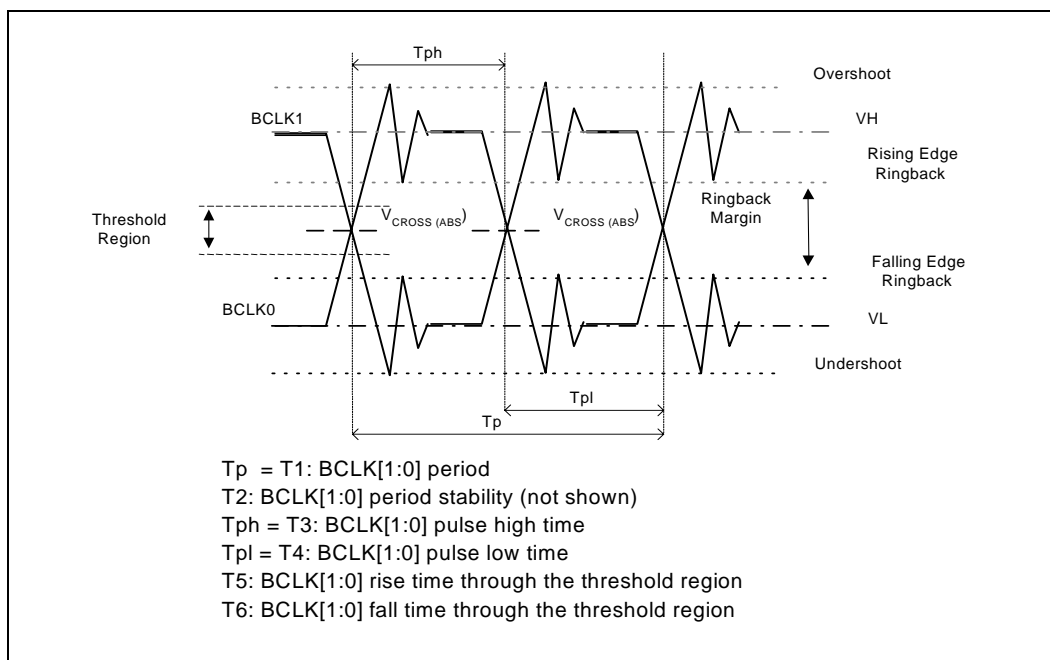 Tph
Overshoot
BCLK1
VH
Rising Edge
Ringback
Threshold
Region
VCROSS (ABS)
VCROSS (ABS)
Ringback
Margin
Falling Edge
Ringback
BCLK0
VL
Undershoot
Tpl
Tp
Tp = T1: BCLK[1:0] period
T2: BCLK[1:0] period stability (not shown)
Tph = T3: BCLK[1:0] pulse high time
Tpl = T4: BCLK[1:0] pulse low time
T5: BCLK[1:0] rise time through the threshold region
T6: BCLK[1:0] fall time through the threshold region